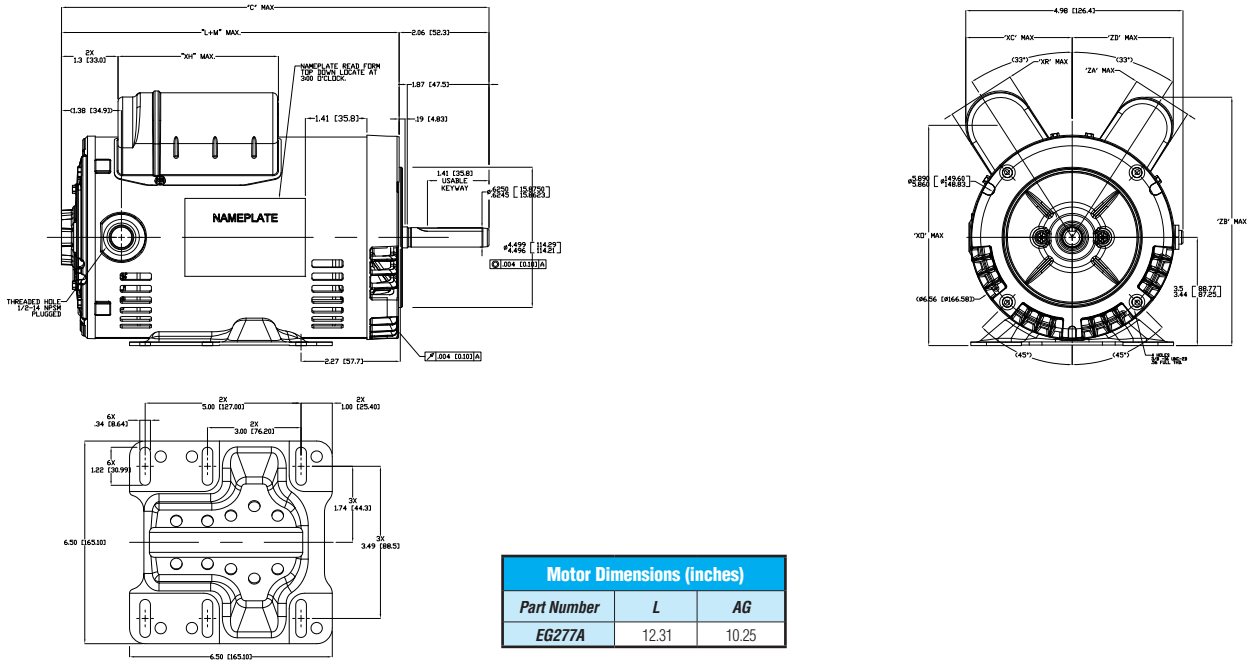 "C" MAX
"L+M" MAX.
2.06 [52.3]
2X
1.3 [33.0]
"XH" MAX.
NAMEPLATE READ FORM
TOP DOWN LOCATE AT
3:00 O'CLOCK.
1.87 [47.5]
(1.38 [34.9])
1.41 [35.8]
.19 [4.83]
1.41 [35.8]
USABLE
KEYWAY
ø.6250 [15.8750]
.6245 [15.8623]
NAMEPLATE
ø4.499 [114.29]
4.496 [114.21]
.004 [0.10] A
THREADED HOLE
1/2-14 NPSM
PLUGGED
.004 [0.10] A
2.27 [57.7]
4.98 [126.4]
'XC' MAX
'ZD' MAX
(33°)
'XR' MAX
(33°)
'ZA' MAX
ø5.890 [ø149.60]
5.860 [ø148.83]
'XO' MAX
'ZB' MAX
(ø6.56 [ø166.58])
3.5 [88.77]
3.44 [87.25]
(45°)
(45°)
4 HOLES
2X
5.00 [127.00]
2X
1.00 [25.40]
6X
.34 [8.64]
2X
3.00 [76.20]
6X
1.22 [30.99]
3X
1.74 [44.3]
6.50 [165.10]
3X
3.49 [88.5]
6.50 [165.10]
Motor Dimensions (inches)
Part Number L AG
EG277A 12.31 10.25